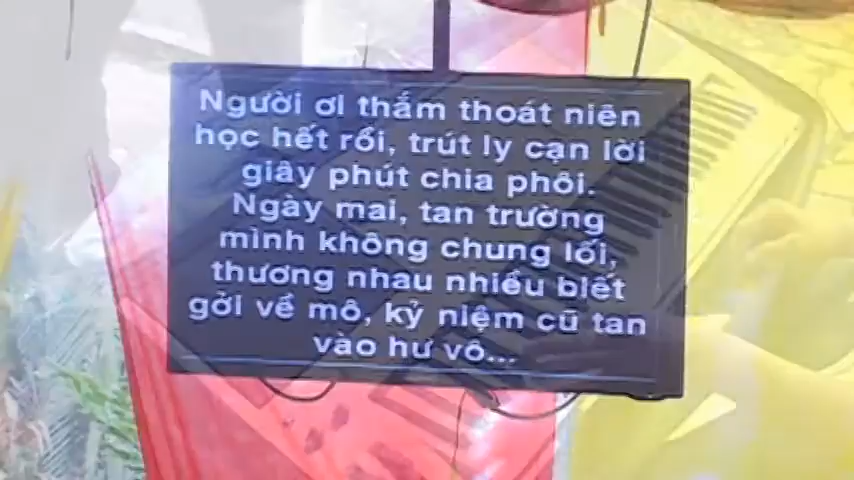 Người ơi thắm thoát niên
học hết rồi, trút ly cạn lời
giây phút chia phôi.
Ngày mai, tan trường
mình không chung lối,
thương nhau nhiều biết
gởi về mô, kỷ niệm cũ tan
vào hư vô...